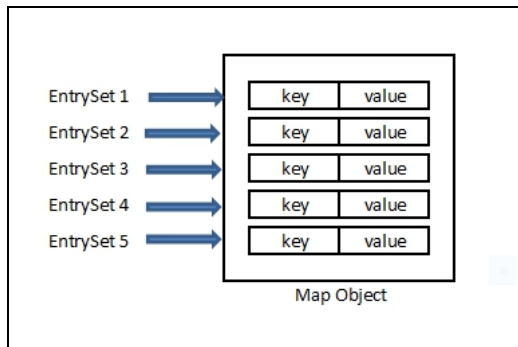 EntrySet 1 key value
EntrySet 2 key value
EntrySet 3 key value
EntrySet 4 key value
EntrySet 5 key value
Map Object